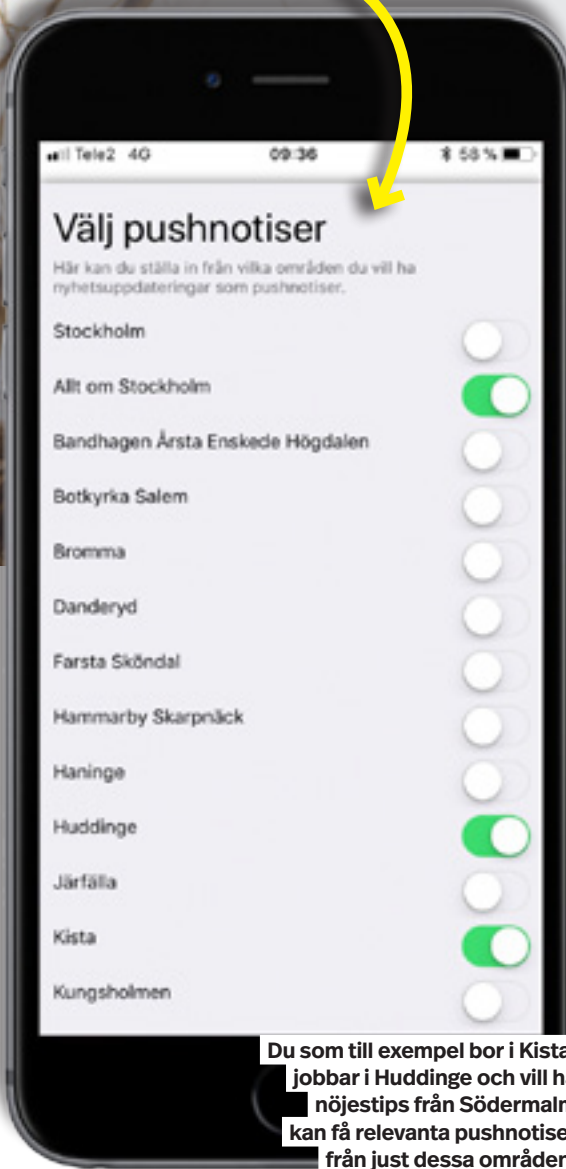 Tele2 4G 09:36 58 %
Välj pushnotiser
Här kan du ställa in från vilka områden du vill ha
nyhetsuppdateringar som pushnotiser.
Stockholm
Allt om Stockholm
Bandhagen Årsta Enskede Högdalen
Botkyrka Salem
Bromma
Danderyd
Farsta Sköndal
Hammarby Skarpnäck
Haninge
Huddinge
Järfälla
Kista
Kungsholmen
Du som till exempel bor i Kista
jobbar i Huddinge och vill ha
nöjestips från Södermalm
kan få relevanta pushnotiser
från just dessa områden